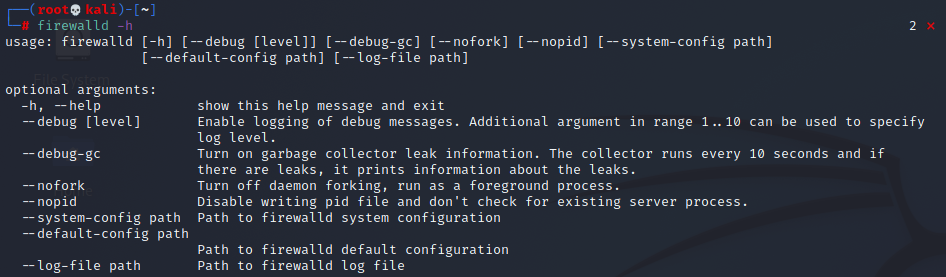 ┌──(root💀kali)-[~]
└─# firewalld -h 2 ⨯
usage: firewalld [-h] [--debug [level]] [--debug-gc] [--nofork] [--nopid] [--system-config path]
[--default-config path] [--log-file path]
optional arguments:
-h, --help show this help message and exit
--debug [level] Enable logging of debug messages. Additional argument in range 1..10 can be used to specify
log level.
--debug-gc Turn on garbage collector leak information. The collector runs every 10 seconds and if
there are leaks, it prints information about the leaks.
--nofork Turn off daemon forking, run as a foreground process.
--nopid Disable writing pid file and don't check for existing server process.
--system-config path Path to firewalld system configuration
--default-config path
Path to firewalld default configuration
--log-file path Path to firewalld log file
File System